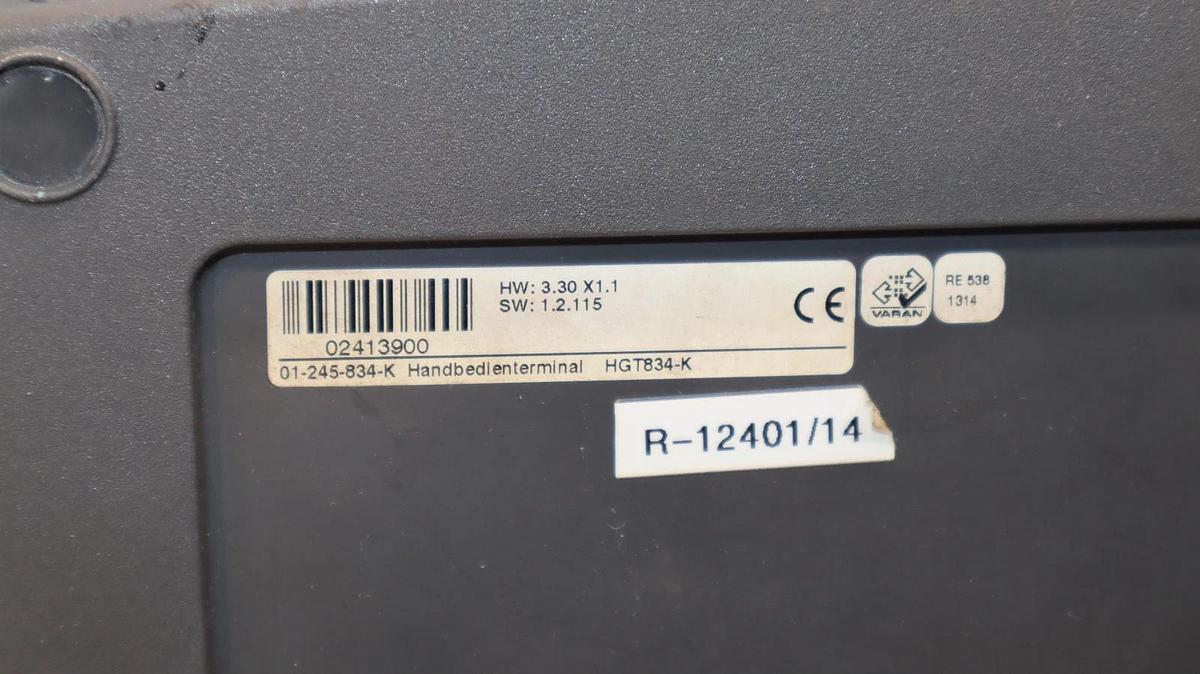 HW: 3.30 X1.1
SW: 1.2.115
02413900
01-245-834-K Handbedienterminal HGT834-K
CE
VARAN
RE 538
1314
R-12401/14